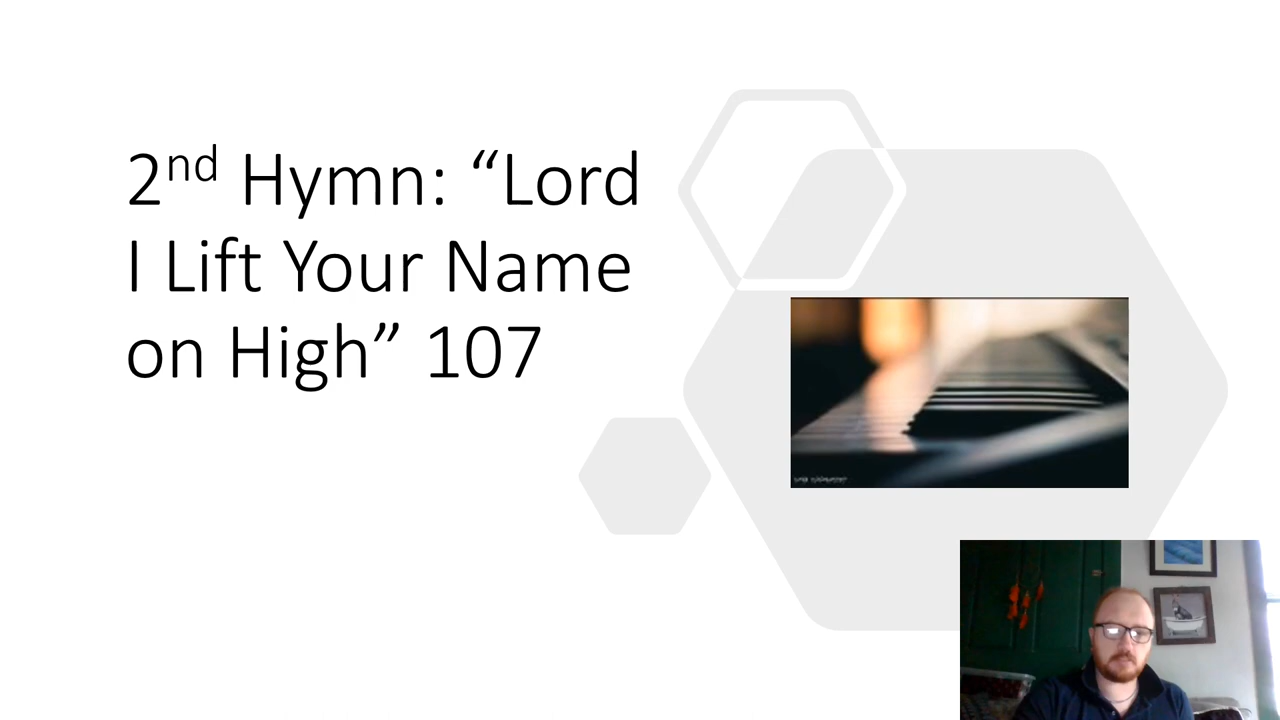 2nd Hymn: “Lord
I Lift Your Name
on High” 107